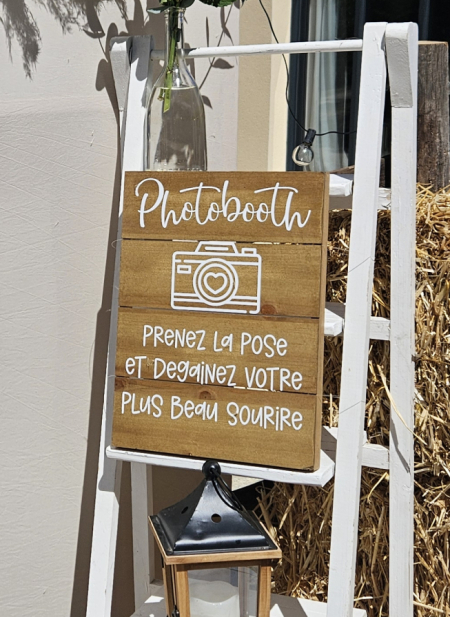 Photobooth
PRENEZ La POSE
eT DeGaiNEZ VOTRe
PLUS Beau SOURIRe